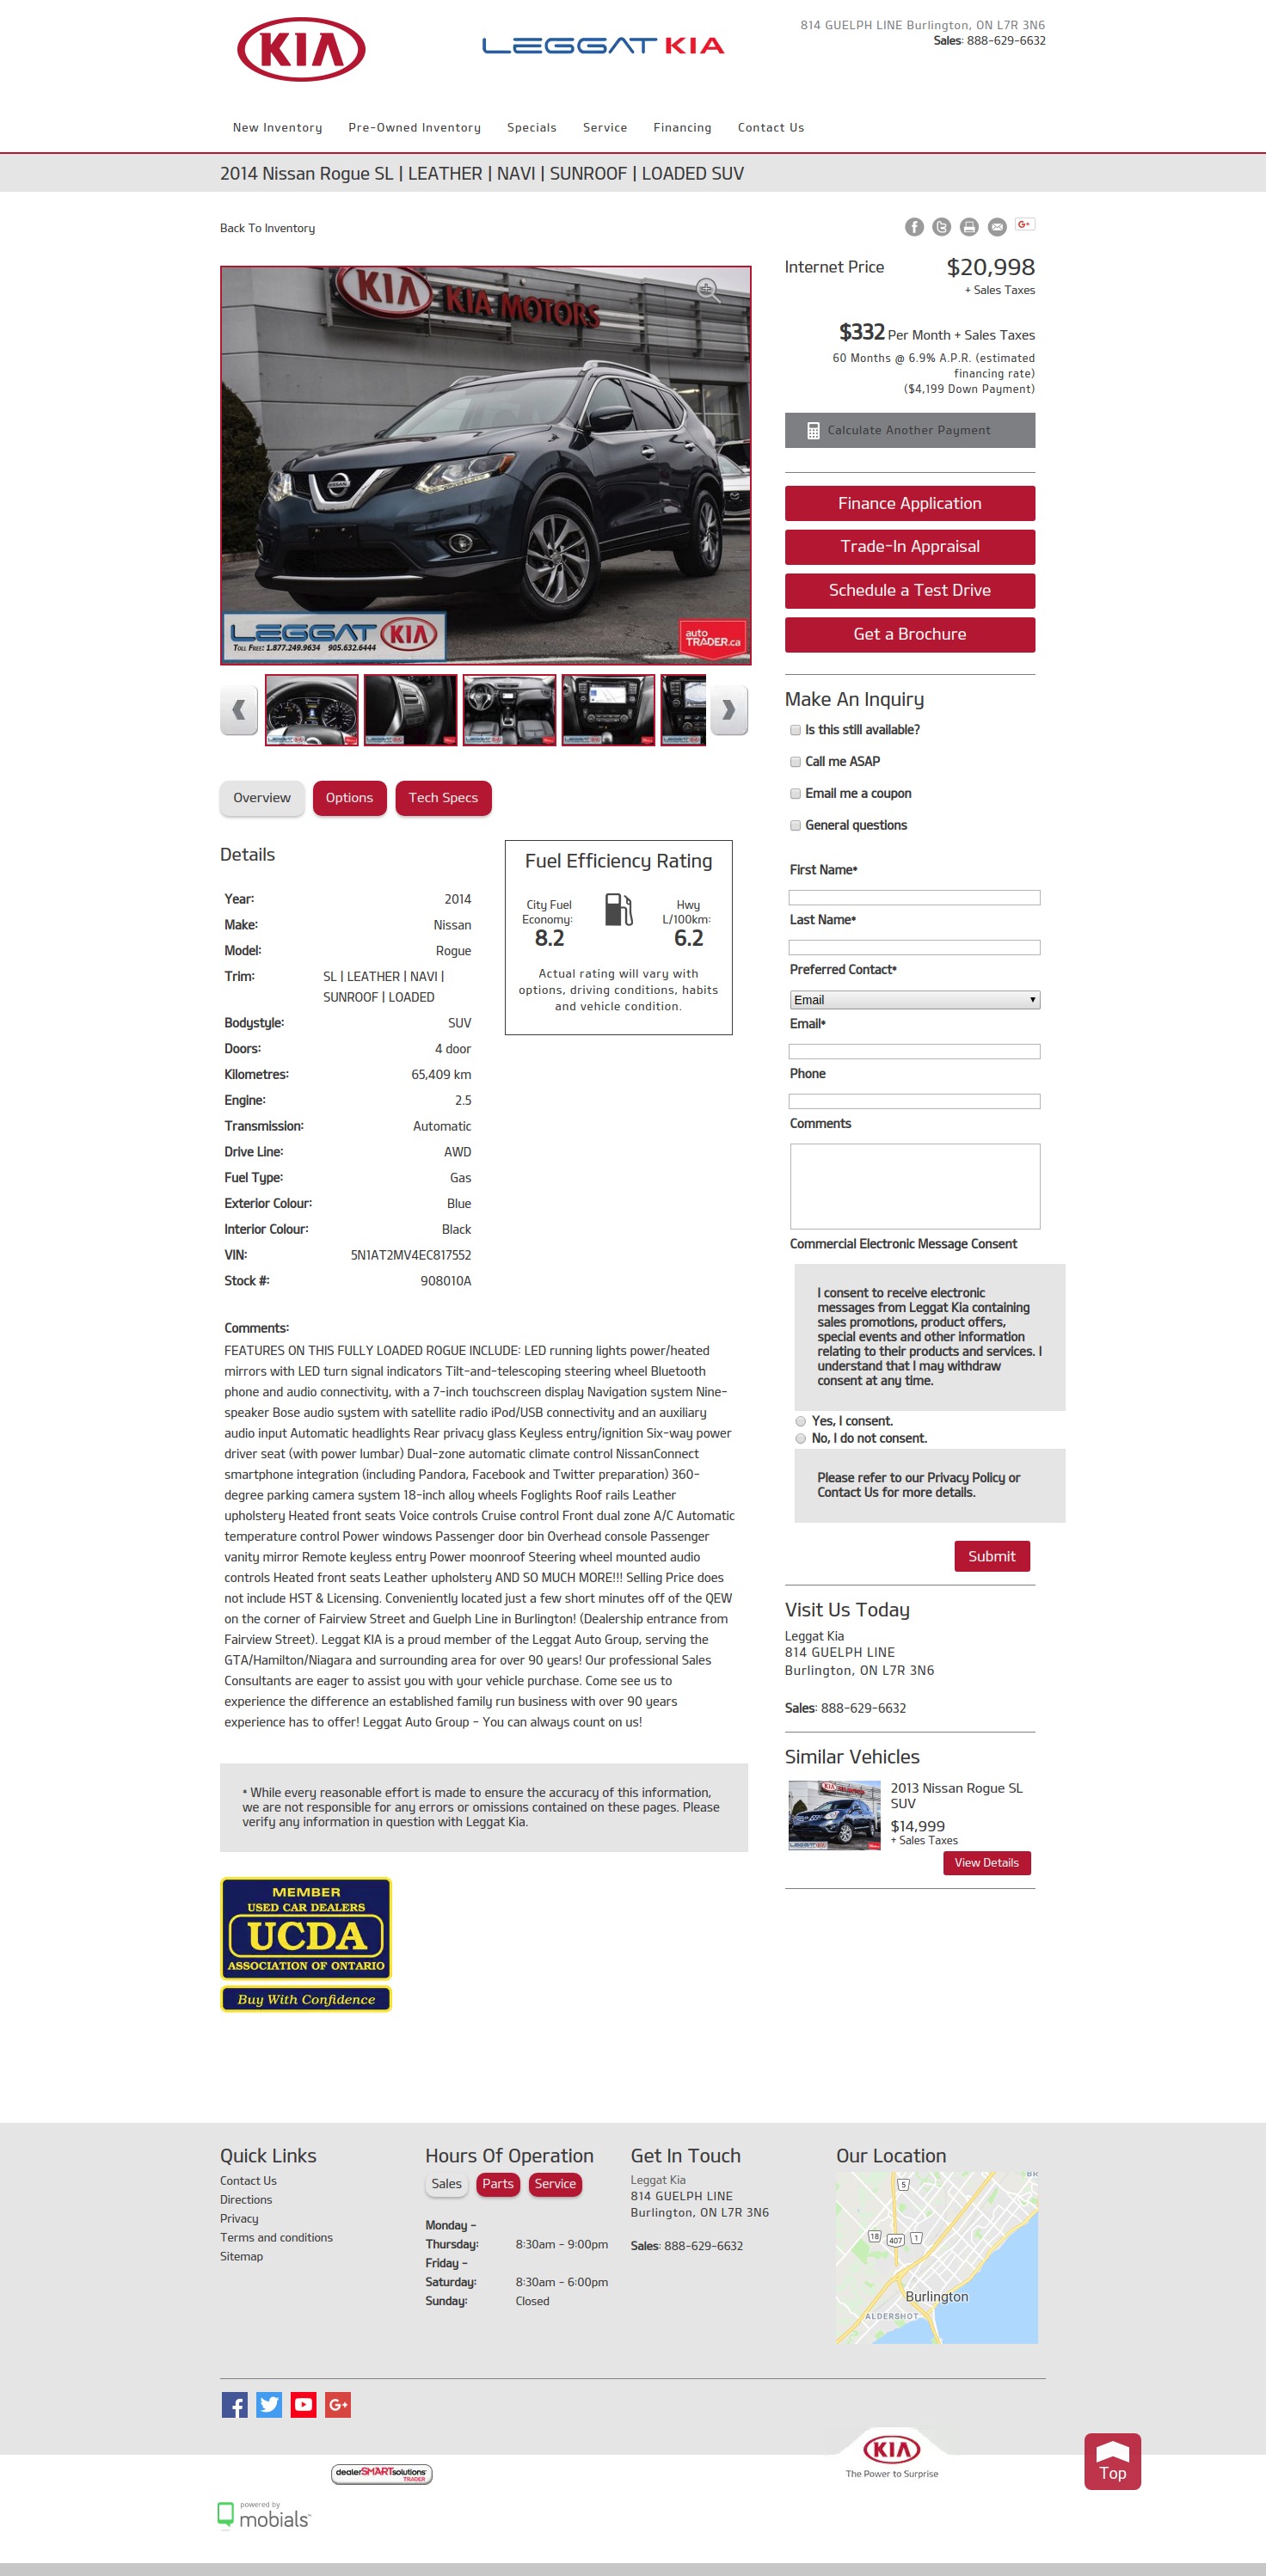 KIA
LEGGAT KIA
814 GUELPH LINE Burlington, ON L7R 3N6
Sales: 888-629-6632
New Inventory
Pre-Owned Inventory
Specials
Service
Financing
Contact Us
2014 Nissan Rogue SL | LEATHER | NAVI | SUNROOF | LOADED SUV
Back To Inventory
KIA KIA MOTORS
LEGGAT KIA
TOLL FREE: 1.877.249.9634 905.632.6444
auto
TRADER.ca
Overview
Options
Tech Specs
Details
Year: 2014
Make: Nissan
Model: Rogue
Trim: SL | LEATHER | NAVI |
SUNROOF | LOADED
Bodystyle: SUV
Doors: 4 door
Kilometres: 65,409 km
Engine: 2.5
Transmission: Automatic
Drive Line: AWD
Fuel Type: Gas
Exterior Colour: Blue
Interior Colour: Black
VIN: 5N1AT2MV4EC817552
Stock #: 908010A
Fuel Efficiency Rating
City Fuel
Economy:
8.2
Hwy
L/100km:
6.2
Actual rating will vary with
options, driving conditions, habits
and vehicle condition.
Comments:
FEATURES ON THIS FULLY LOADED ROGUE INCLUDE: LED running lights power/heated
mirrors with LED turn signal indicators Tilt-and-telescoping steering wheel Bluetooth
phone and audio connectivity, with a 7-inch touchscreen display Navigation system Nine-
speaker Bose audio system with satellite radio iPod/USB connectivity and an auxiliary
audio input Automatic headlights Rear privacy glass Keyless entry/ignition Six-way power
driver seat (with power lumbar) Dual-zone automatic climate control NissanConnect
smartphone integration (including Pandora, Facebook and Twitter preparation) 360-
degree parking camera system 18-inch alloy wheels Foglights Roof rails Leather
upholstery Heated front seats Voice controls Cruise control Front dual zone A/C Automatic
temperature control Power windows Passenger door bin Overhead console Passenger
vanity mirror Remote keyless entry Power moonroof Steering wheel mounted audio
controls Heated front seats Leather upholstery AND SO MUCH MORE!!! Selling Price does
not include HST & Licensing. Conveniently located just a few short minutes off of the QEW
on the corner of Fairview Street and Guelph Line in Burlington! (Dealership entrance from
Fairview Street). Leggat KIA is a proud member of the Leggat Auto Group, serving the
GTA/Hamilton/Niagara and surrounding area for over 90 years! Our professional Sales
Consultants are eager to assist you with your vehicle purchase. Come see us to
experience the difference an established family run business with over 90 years
experience has to offer! Leggat Auto Group - You can always count on us!
* While every reasonable effort is made to ensure the accuracy of this information,
we are not responsible for any errors or omissions contained on these pages. Please
verify any information in question with Leggat Kia.
MEMBER
USED CAR DEALERS
UCDA
ASSOCIATION OF ONTARIO
Buy With Confidence
G+
Internet Price $20,998
+ Sales Taxes
$332 Per Month + Sales Taxes
60 Months @ 6.9% A.P.R. (estimated
financing rate)
($4,199 Down Payment)
Calculate Another Payment
Finance Application
Trade-In Appraisal
Schedule a Test Drive
Get a Brochure
Make An Inquiry
Is this still available?
Call me ASAP
Email me a coupon
General questions
First Name*
Last Name*
Preferred Contact*
Email
Email*
Phone
Comments
Commercial Electronic Message Consent
I consent to receive electronic
messages from Leggat Kia containing
sales promotions, product offers,
special events and other information
relating to their products and services. I
understand that I may withdraw
consent at any time.
Yes, I consent.
No, I do not consent.
Please refer to our Privacy Policy or
Contact Us for more details.
Submit
Visit Us Today
Leggat Kia
814 GUELPH LINE
Burlington, ON L7R 3N6
Sales: 888-629-6632
Similar Vehicles
2013 Nissan Rogue SL
SUV
$14,999
+ Sales Taxes
View Details
Quick Links
Contact Us
Directions
Privacy
Terms and conditions
Sitemap
Hours Of Operation
Sales
Parts
Service
Monday -
Thursday: 8:30am - 9:00pm
Friday -
Saturday: 8:30am - 6:00pm
Sunday: Closed
Get In Touch
Leggat Kia
814 GUELPH LINE
Burlington, ON L7R 3N6
Sales: 888-629-6632
Our Location
BR
5
18
407
1
Burlington
ALDERSHOT
G+
KIA
The Power to Surprise
Top
dealerSMARTsolutions
TRADER
powered by
mobials™